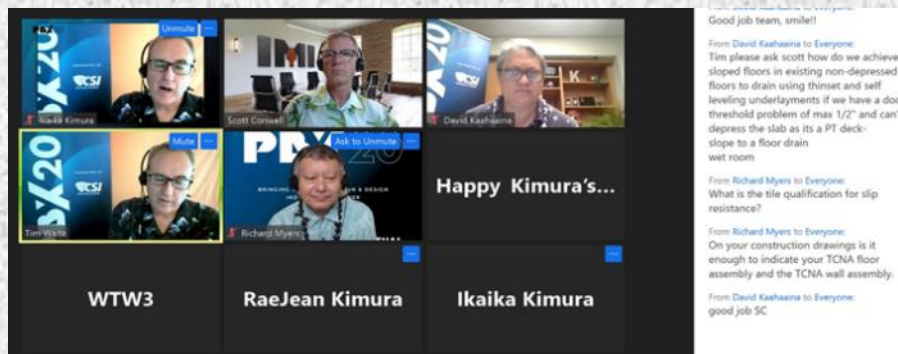 Unmute
Ikaika Kimura
Scott Conwell
David Kaahaaina
BX20
CSI
Mute
Tim Waite
Ask to Unmute
Richard Myers
Happy Kimura's...
WTW3
RaeJean Kimura
Ikaika Kimura
Good job team, smile!!
From David Kaahaaina to Everyone:
Tim please ask scott how do we achieve
sloped floors in existing non-depressed
floors to drain using thinset and self
leveling underlayments if we have a
threshold problem of max 1/2" and can't
depress the slab as its a PT deck-
slope to a floor drain
wet room
From Richard Myers to Everyone:
What is the tile qualification for slip
resistance?
From Richard Myers to Everyone:
On your construction drawings is it
enough to indicate your TCNA floor
assembly and the TCNA wall assembly.
From David Kaahaaina to Everyone:
good job SC